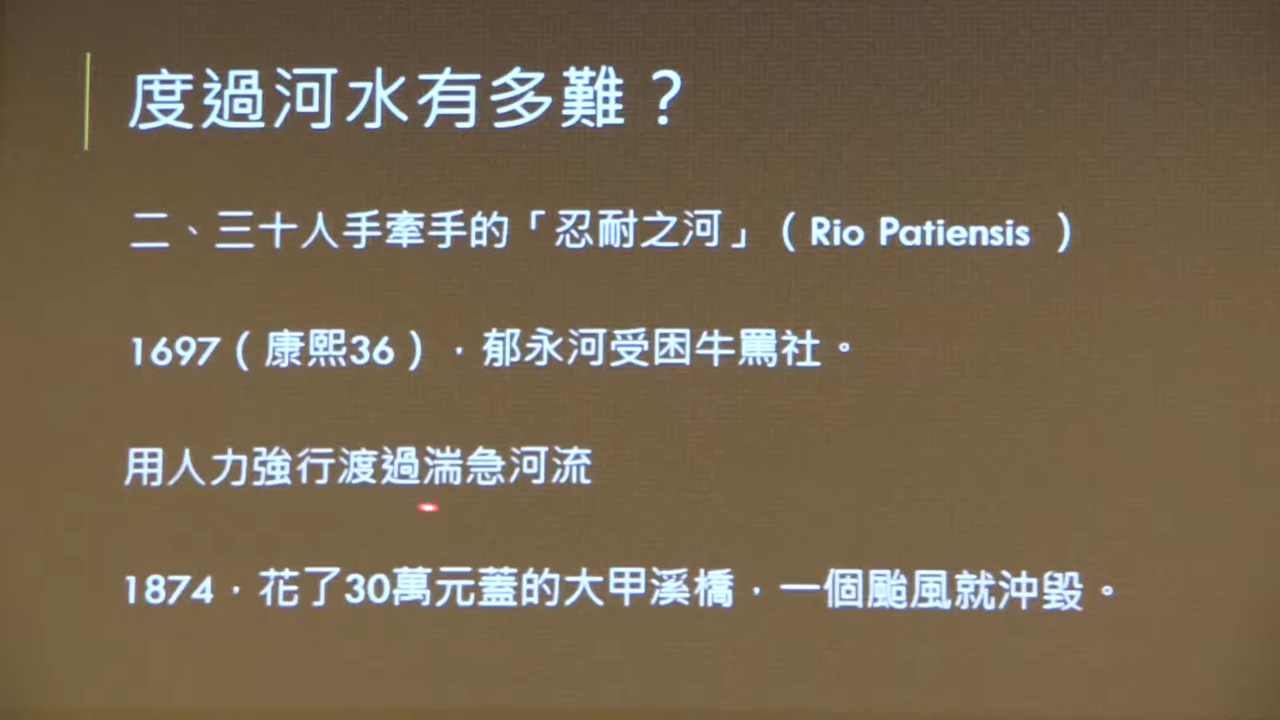 度過河水有多難？
二、三十人手牽手的「忍耐之河」（Rio Patiensis ）
1697（康熙36），郁永河受困牛罵社。
用人力強行渡過湍急河流
1874，花了30萬元蓋的大甲溪橋，一個颱風就沖毀。